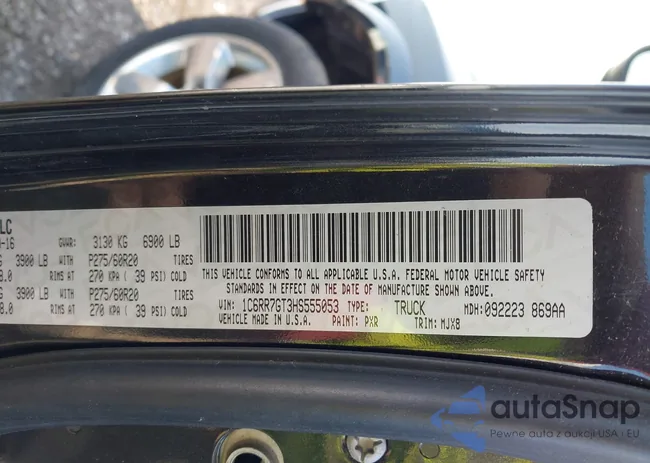 LC
-16 GVWR: 3130 KG 6900 LB
G 3900 LB WITH P275/60R20 TIRES
8.0 RIMS AT 270 KPA ( 39 PSI) COLD
G 3900 LB WITH P275/60R20 TIRES
8.0 RIMS AT 270 KPA ( 39 PSI) COLD
THIS VEHICLE CONFORMS TO ALL APPLICABLE U.S.A. FEDERAL MOTOR VEHICLE SAFETY
STANDARDS IN EFFECT ON THE DATE OF MANUFACTURE SHOWN ABOVE.
VIN: 1C6RR7GT3HS555053 TYPE: TRUCK MDH: 092223 869AA
VEHICLE MADE IN U.S.A. PAINT: PXR TRIM: MJX8
autaSnap
Pewne auta z aukcji USA i EU